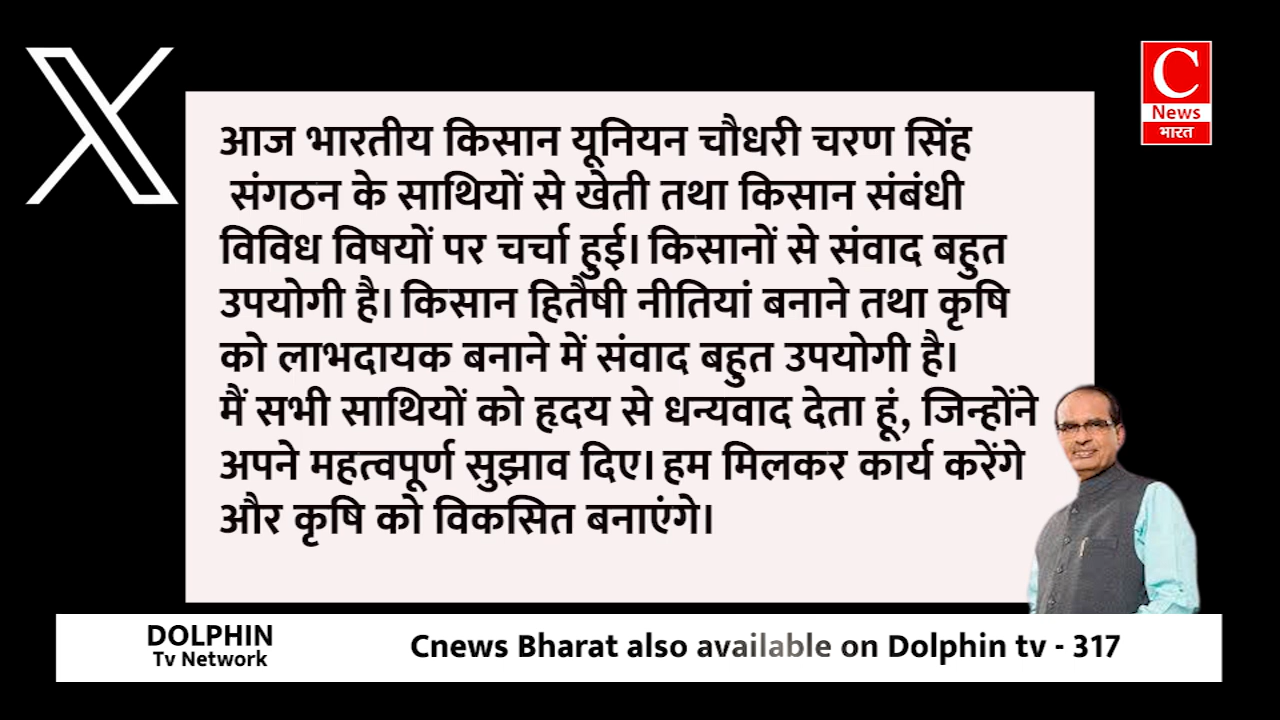 आज भारतीय किसान यूनियन चौधरी चरण सिंह
संगठन के साथियों से खेती तथा किसान संबंधी
विविध विषयों पर चर्चा हुई। किसानों से संवाद बहुत
उपयोगी है। किसान हितैषी नीतियां बनाने तथा कृषि
को लाभदायक बनाने में संवाद बहुत उपयोगी है।
मैं सभी साथियों को हृदय से धन्यवाद देता हूं, जिन्होंने
अपने महत्वपूर्ण सुझाव दिए। हम मिलकर कार्य करेंगे
और कृषि को विकसित बनाएंगे।
C
News
भारत
DOLPHIN
Tv Network
Cnews Bharat also available on Dolphin tv - 317